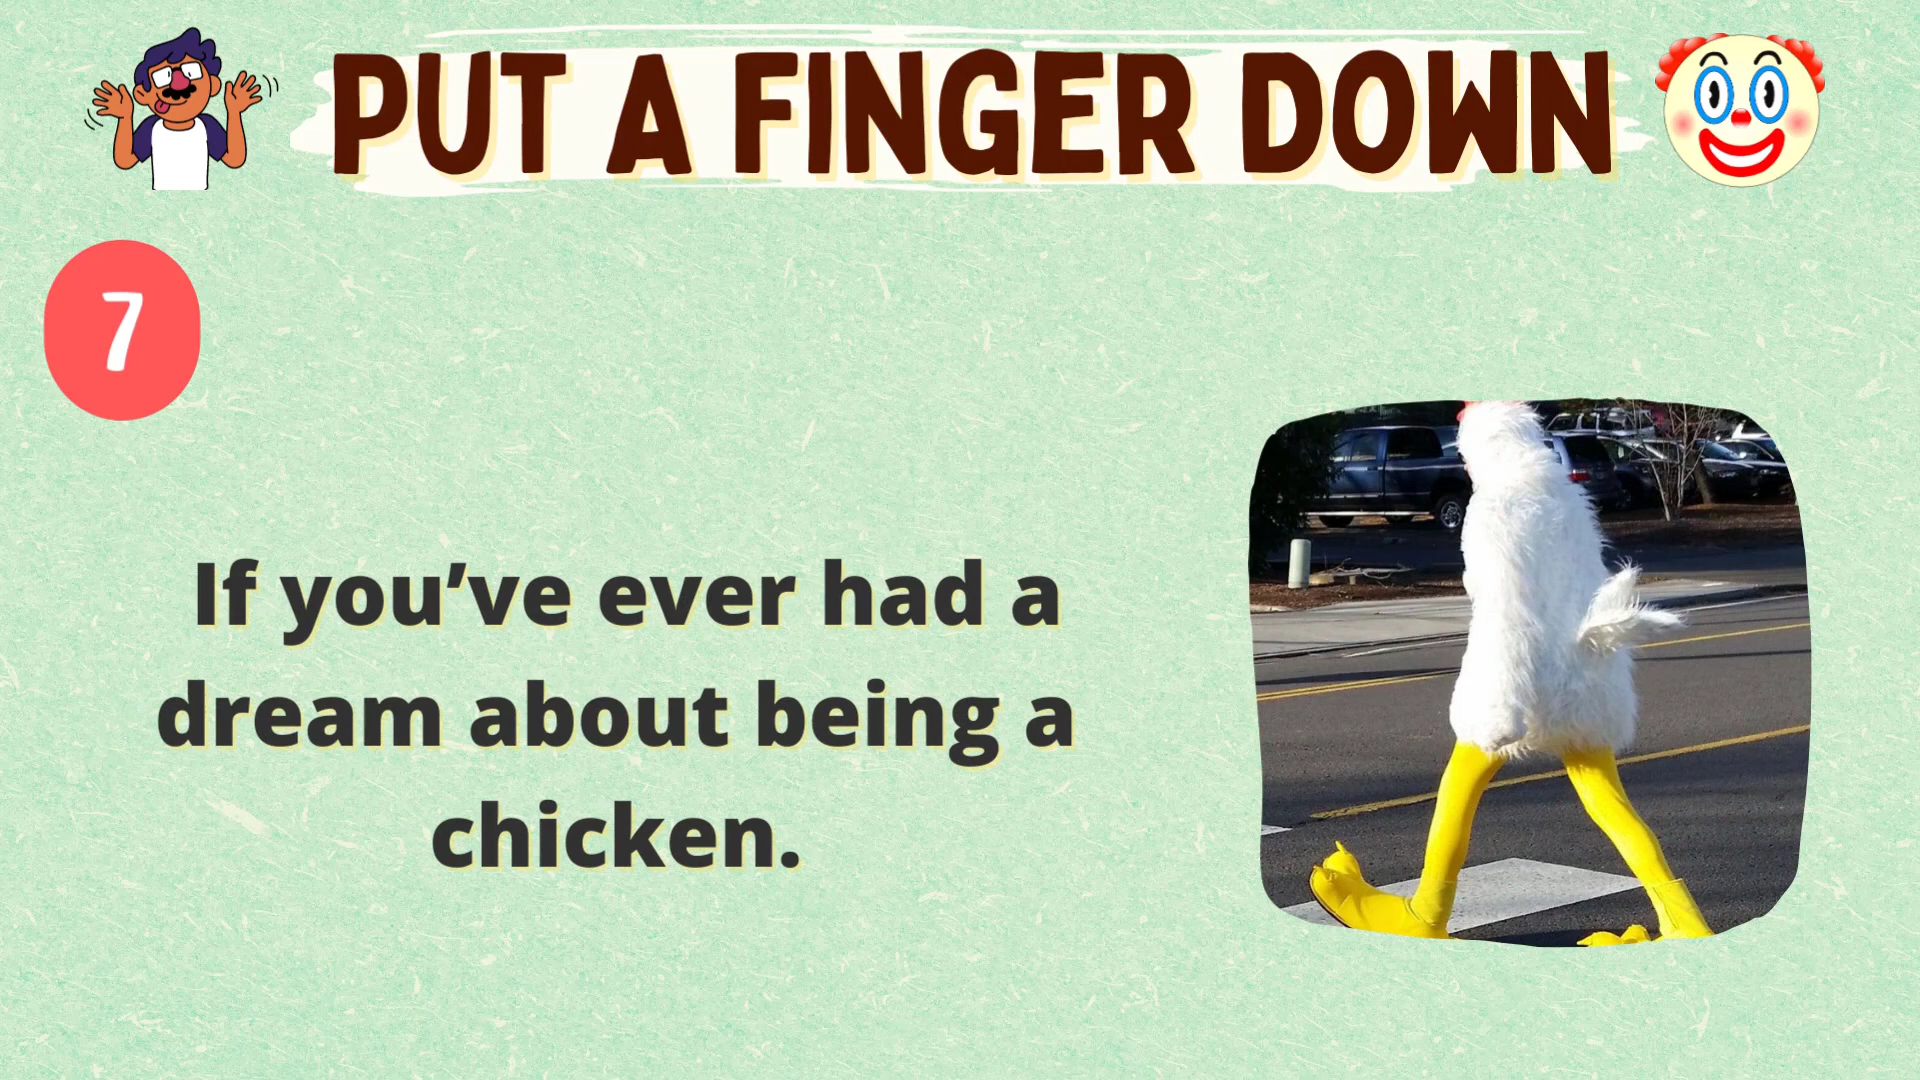 PUT A FINGER DOWN
7
If you’ve ever had a
dream about being a
chicken.